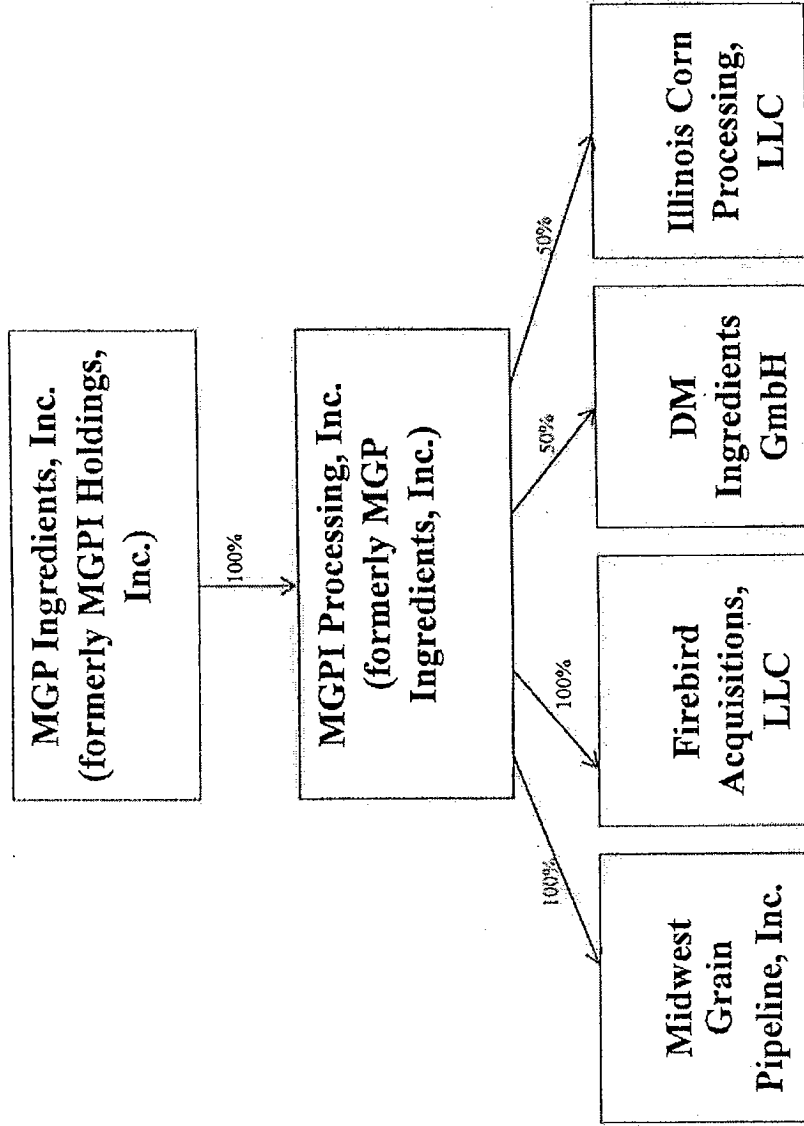 MGP Ingredients, Inc.
(formerly MGPI Holdings,
Inc.)
100%
MGPI Processing, Inc.
(formerly MGP
Ingredients, Inc.)
100%
100%
50%
50%
Midwest
Grain
Pipeline, Inc.
Firebird
Acquisitions,
LLC
DM
Ingredients
GmbH
Illinois Corn
Processing,
LLC